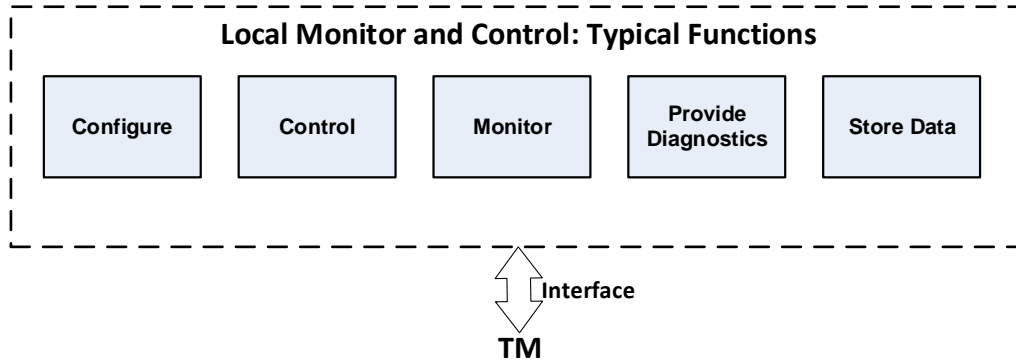 Local Monitor and Control: Typical Functions
Configure
Control
Monitor
Provide
Diagnostics
Store Data
Interface
TM